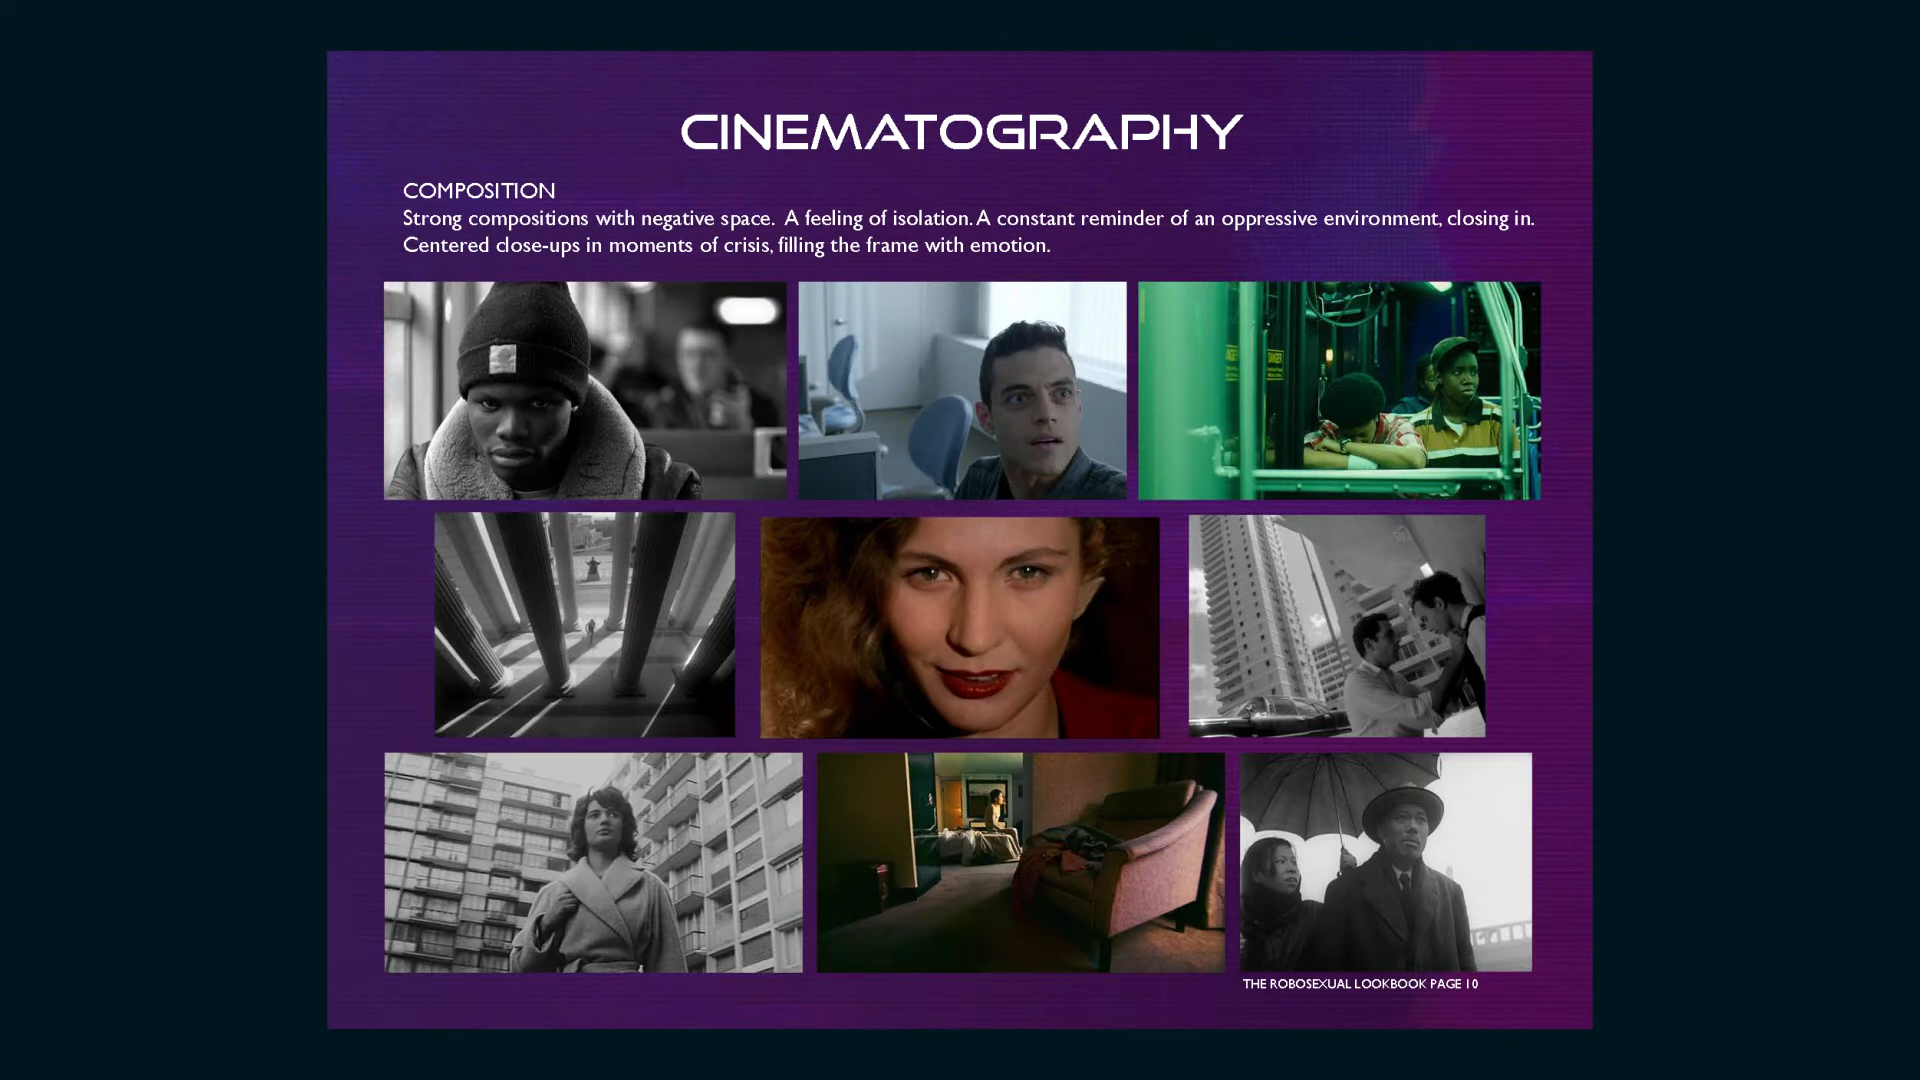 CINEMATOGRAPHY
COMPOSITION
Strong compositions with negative space.  A feeling of isolation. A constant reminder of an oppressive environment, closing in.
Centered close-ups in moments of crisis, filling the frame with emotion.
DANGER
THE ROBOSEXUAL LOOKBOOK PAGE 10